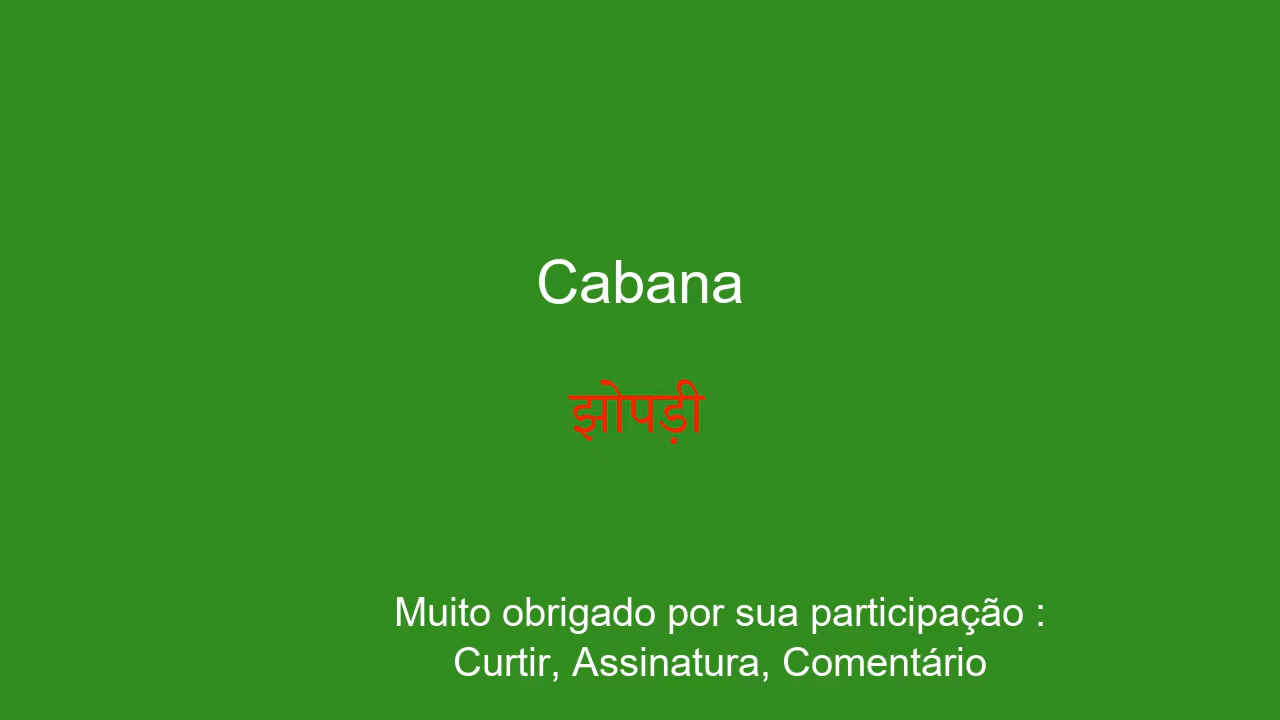 Cabana
झोपड़ी
Muito obrigado por sua participação :
Curtir, Assinatura, Comentário